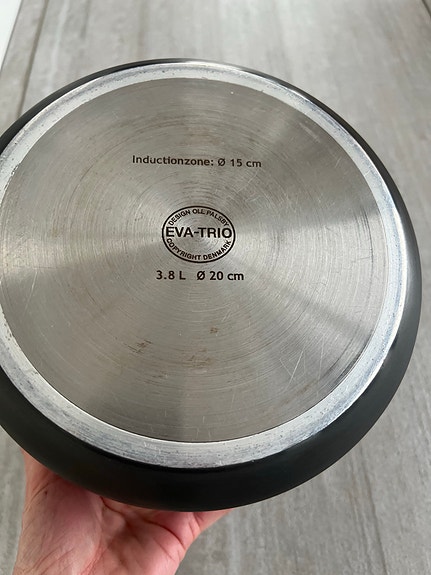 Inductionzone: Ø 15 cm
DESIGN OLE PALSBY
EVA-TRIO
COPYRIGHT DENMARK
3.8 L Ø 20 cm